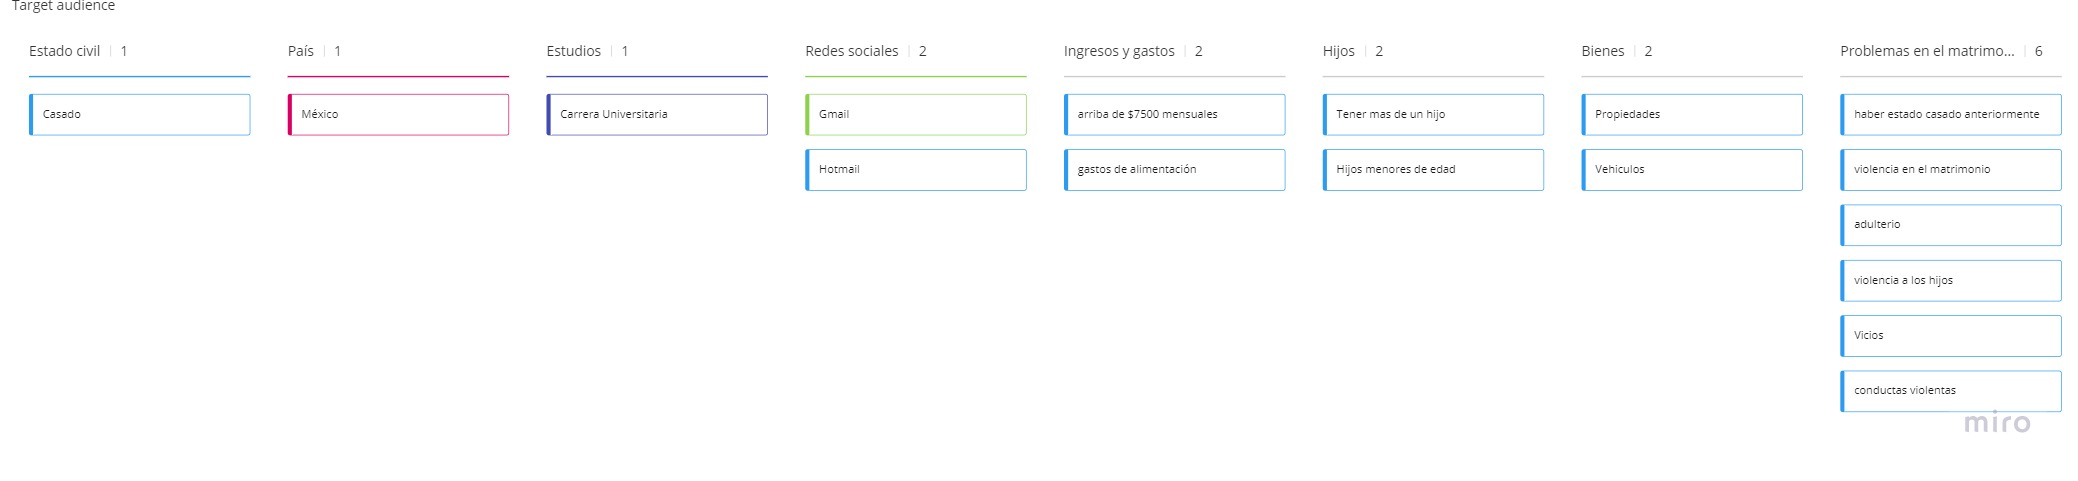 Target audience
Estado civil | 1
Casado
País | 1
México
Estudios | 1
Carrera Universitaria
Redes sociales | 2
Gmail
Hotmail
Ingresos y gastos | 2
arriba de $7500 mensuales
gastos de alimentación
Hijos | 2
Tener mas de un hijo
Hijos menores de edad
Bienes | 2
Propiedades
Vehiculos
Problemas en el matrimo... | 6
haber estado casado anteriormente
violencia en el matrimonio
adulterio
violencia a los hijos
Vicios
conductas violentas
miro